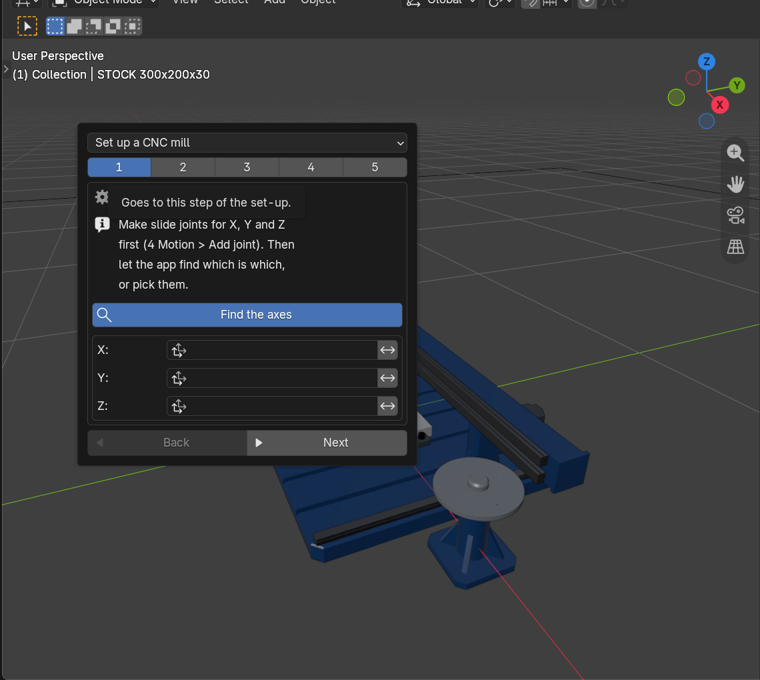 Object Mode View Select Add Object Global
User Perspective
(1) Collection | STOCK 300x200x30
Z
Y
X
Set up a CNC mill
1 2 3 4 5
Goes to this step of the set-up.
Make slide joints for X, Y and Z
first (4 Motion > Add joint). Then
let the app find which is which,
or pick them.
Find the axes
X:
Y:
Z:
Back Next